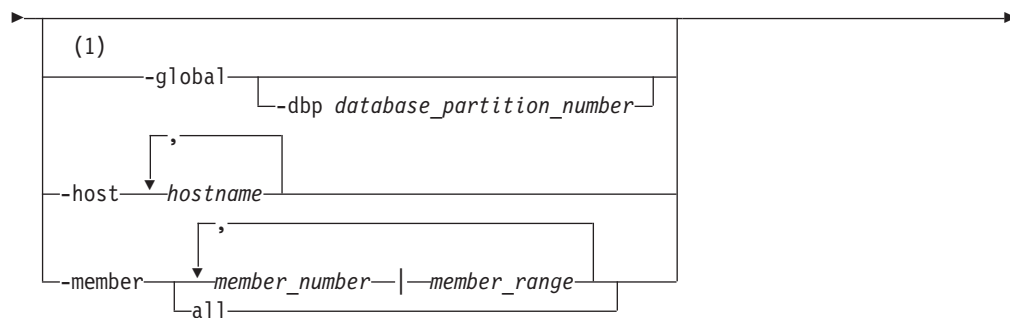 (1)
-global
-dbp database_partition_number
,
-host hostname
,
-member member_number | member_range
all